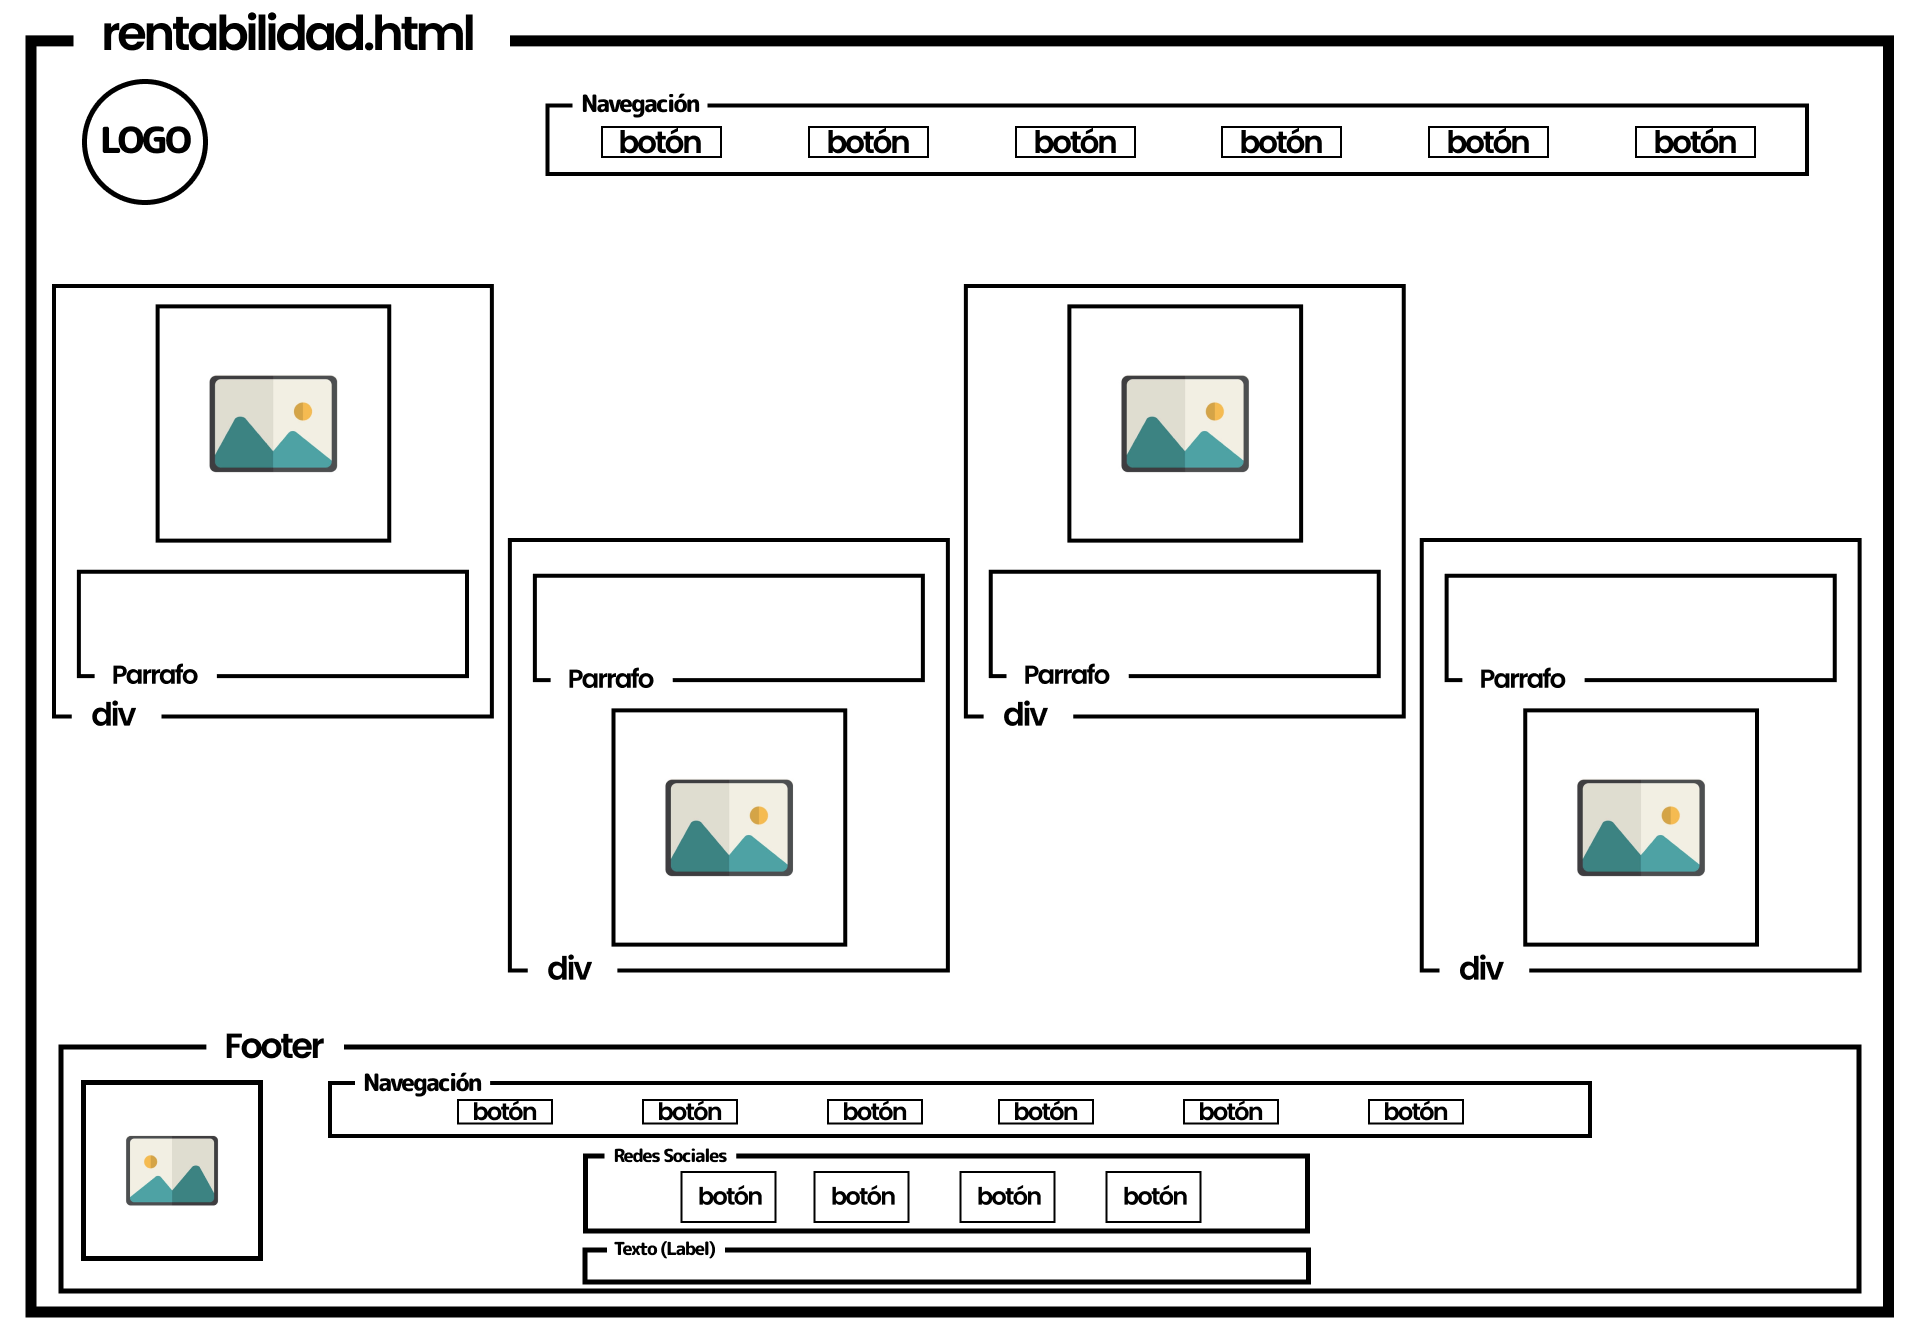 rentabilidad.html
LOGO
Navegación
botón botón botón botón botón botón
Parrafo
div
Parrafo
div
Parrafo
div
Parrafo
div
Footer
Navegación
botón botón botón botón botón botón
Redes Sociales
botón botón botón botón
Texto (Label)